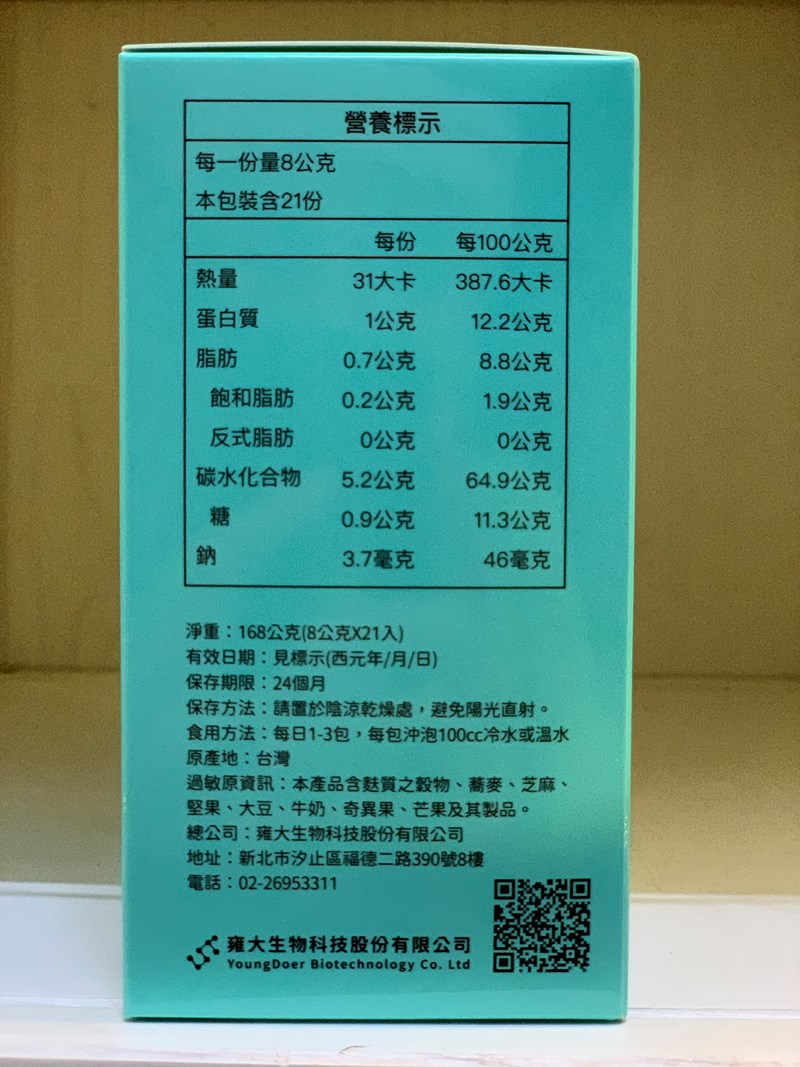 營養標示
每一份量8公克
本包裝含21份
每份 每100公克
熱量 31大卡 387.6大卡
蛋白質 1公克 12.2公克
脂肪 0.7公克 8.8公克
飽和脂肪 0.2公克 1.9公克
反式脂肪 0公克 0公克
碳水化合物 5.2公克 64.9公克
糖 0.9公克 11.3公克
鈉 3.7毫克 46毫克
淨重：168公克(8公克X21入)
有效日期：見標示(西元年/月/日)
保存期限：24個月
保存方法：請置於陰涼乾燥處，避免陽光直射。
食用方法：每日1-3包，每包沖泡100cc冷水或溫水
原產地：台灣
過敏原資訊：本產品含麩質之穀物、蕎麥、芝麻、
堅果、大豆、牛奶、奇異果、芒果及其製品。
總公司：雍大生物科技股份有限公司
地址：新北市汐止區福德二路390號8樓
電話：02-26953311
雍大生物科技股份有限公司
YoungDoer Biotechnology Co. Ltd